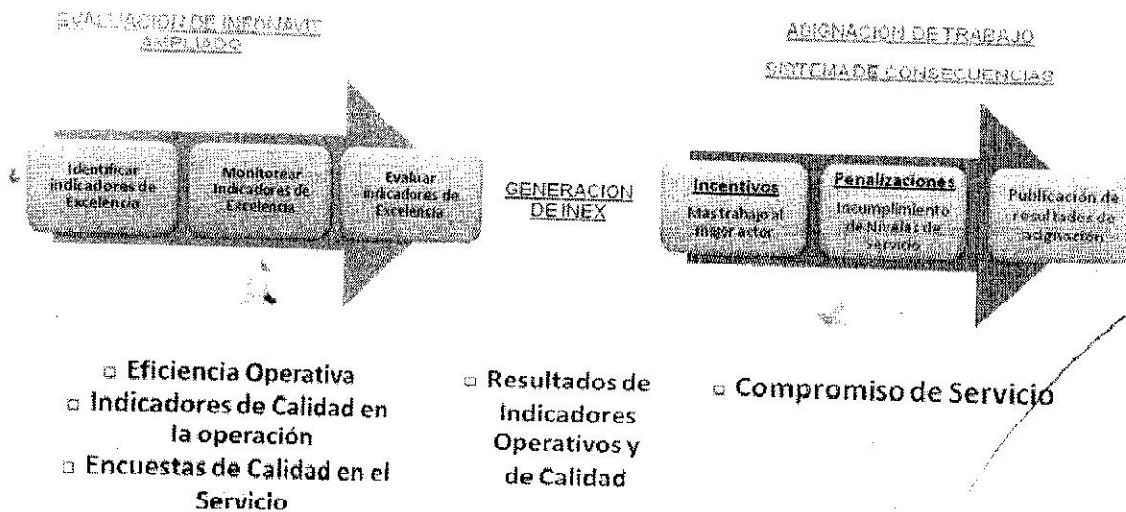 EVALUACION DE INFONAVIT
AMPLIADO
Identificar
indicadores de
Excelencia
Monitorear
Indicadores de
Excelencia
Evaluar
indicadores de
Excelencia
GENERACION
DE INEX
ASIGNACION DE TRABAJO
SISTEMA DE CONSECUENCIAS
Incentivos
Mas trabajo al
mejor actor
Penalizaciones
Incumplimiento
de Niveles de
Servicio
Publicación de
resultados de
asignación
□ Eficiencia Operativa
□ Indicadores de Calidad en
la operación
□ Encuestas de Calidad en el
Servicio
□ Resultados de
Indicadores
Operativos y
de Calidad
□ Compromiso de Servicio